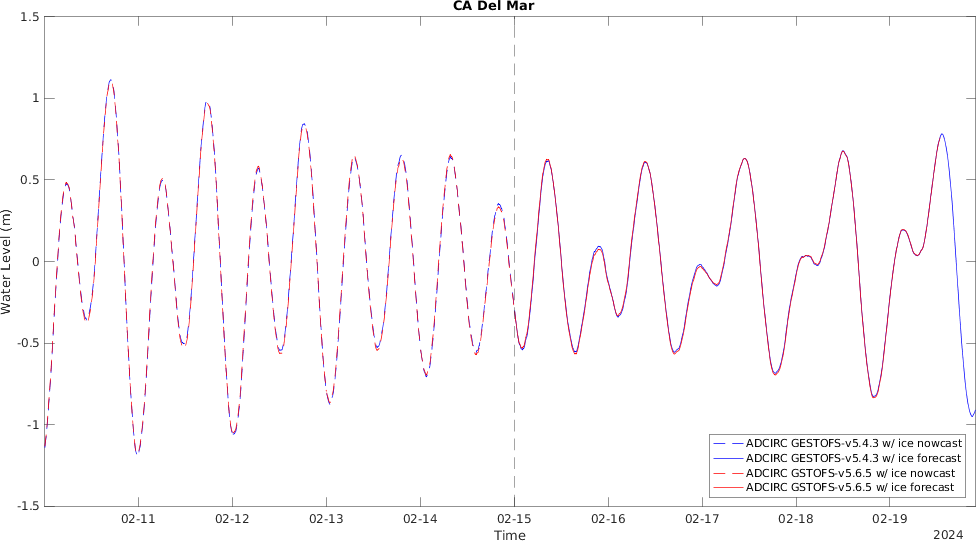 CA Del Mar
1.5
1
0.5
0
-0.5
-1
-1.5
Water Level (m)
ADCIRC GESTOFS-v5.4.3 w/ ice nowcast
ADCIRC GESTOFS-v5.4.3 w/ ice forecast
ADCIRC GSTOFS-v5.6.5 w/ ice nowcast
ADCIRC GSTOFS-v5.6.5 w/ ice forecast
02-11 02-12 02-13 02-14 02-15 02-16 02-17 02-18 02-19
Time
2024